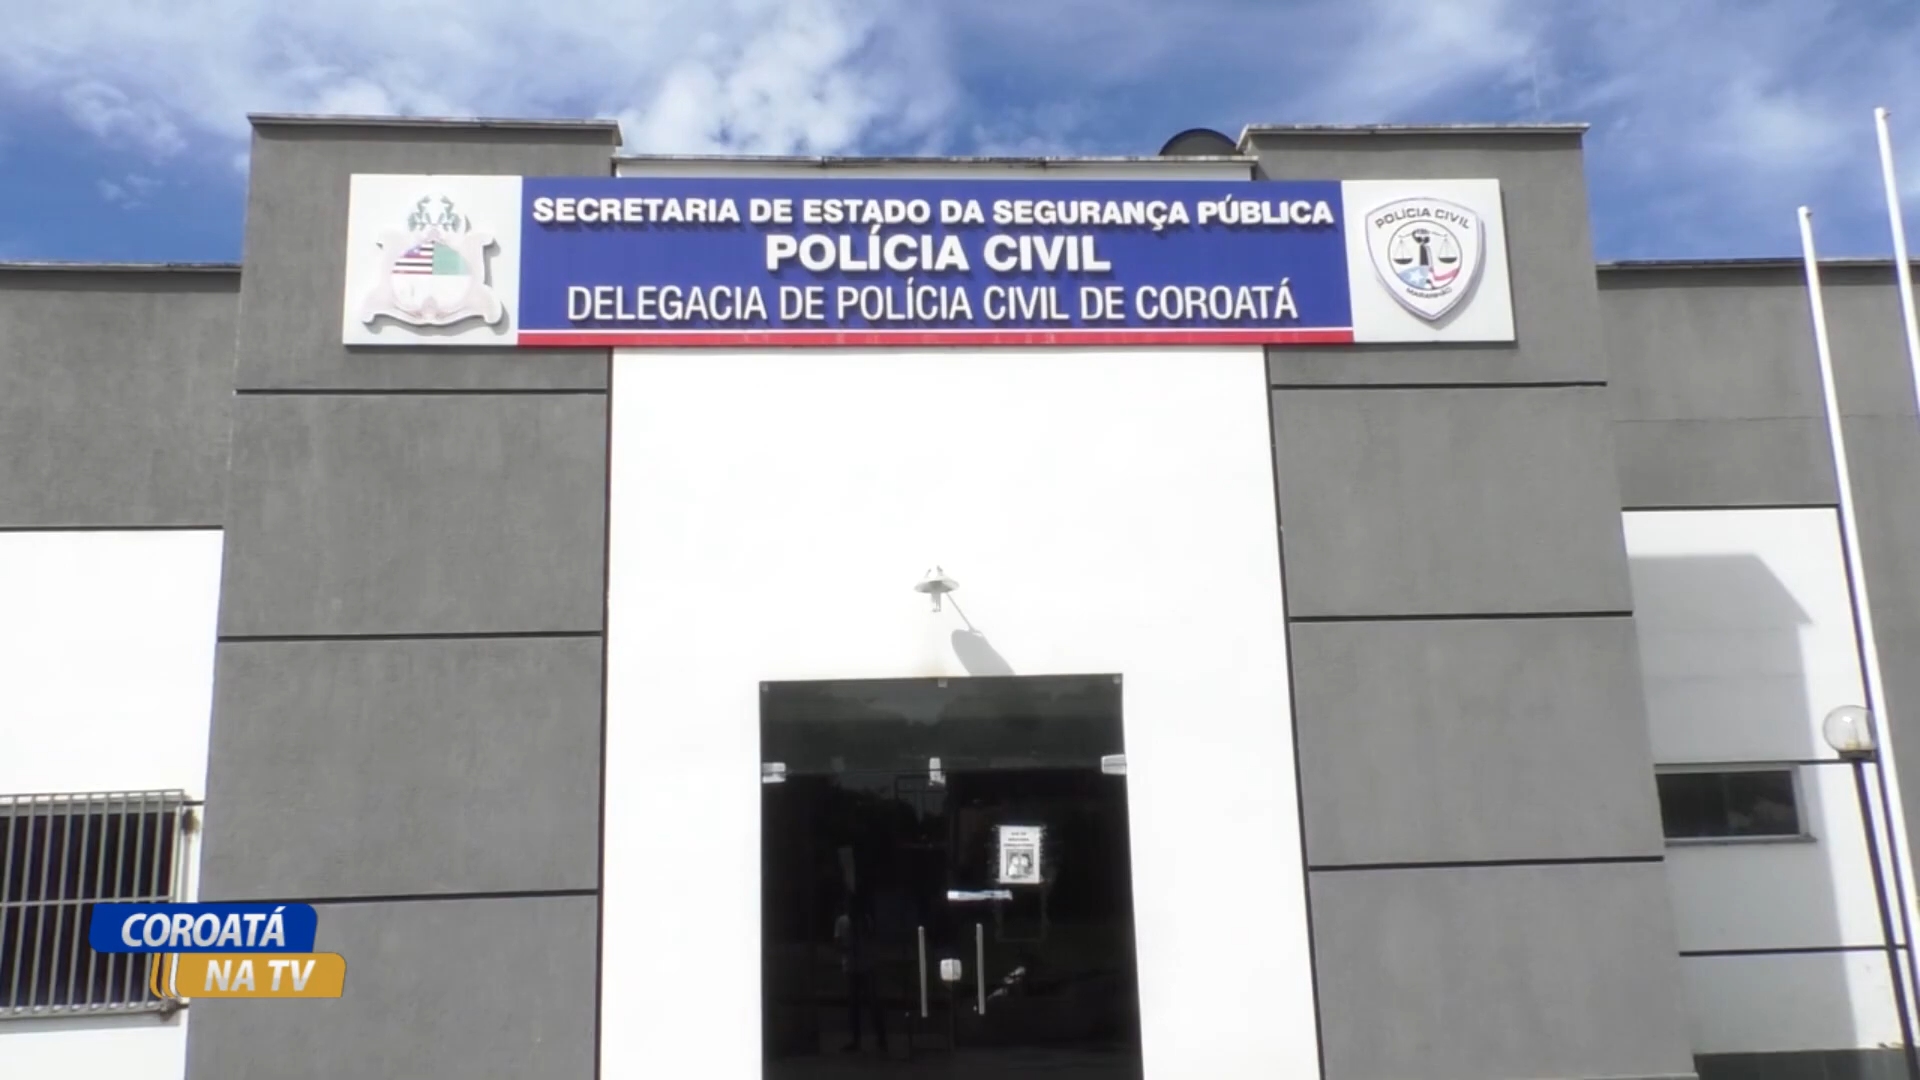 SECRETARIA DE ESTADO DA SEGURANÇA PÚBLICA
POLÍCIA CIVIL
DELEGACIA DE POLÍCIA CIVIL DE COROATÁ
POLÍCIA CIVIL
MARANHÃO
COROATÁ
NA TV